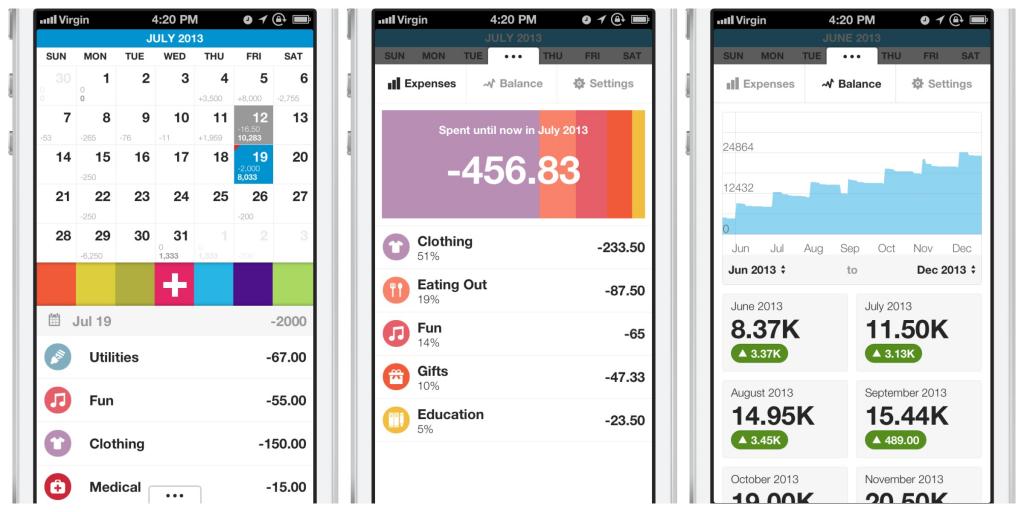 Virgin 4:20 PM
JULY 2013
SUN MON TUE WED THU FRI SAT
30 1 2 3 4 5 6
0 0
0 0 +3,500 +8,000 -2,755
7 8 9 10 11 12 13
-16.50
-53 -265 -76 -11 +1,959 10,283
14 15 16 17 18 19 20
-2,000
-250 8,033
21 22 23 24 25 26 27
-250 -200
28 29 30 31 1 2 3
0 0
-6,250 1,333 1,333
+
Jul 19 -2000
Utilities -67.00
Fun -55.00
Clothing -150.00
Medical -15.00
Virgin 4:20 PM
JULY 2013
SUN MON TUE THU FRI SAT
Expenses Balance Settings
Spent until now in July 2013
-456.83
Clothing -233.50
51%
Eating Out -87.50
19%
Fun -65
14%
Gifts -47.33
10%
Education -23.50
5%
Virgin 4:20 PM
JUNE 2013
SUN MON TUE THU FRI SAT
Expenses Balance Settings
24864
12432
0
Jun Jul Aug Sep Oct Nov Dec
Jun 2013 to Dec 2013
June 2013 July 2013
8.37K 11.50K
3.37K 3.13K
August 2013 September 2013
14.95K 15.44K
3.45K 489.00
October 2013 November 2013
19.00K 20.50K